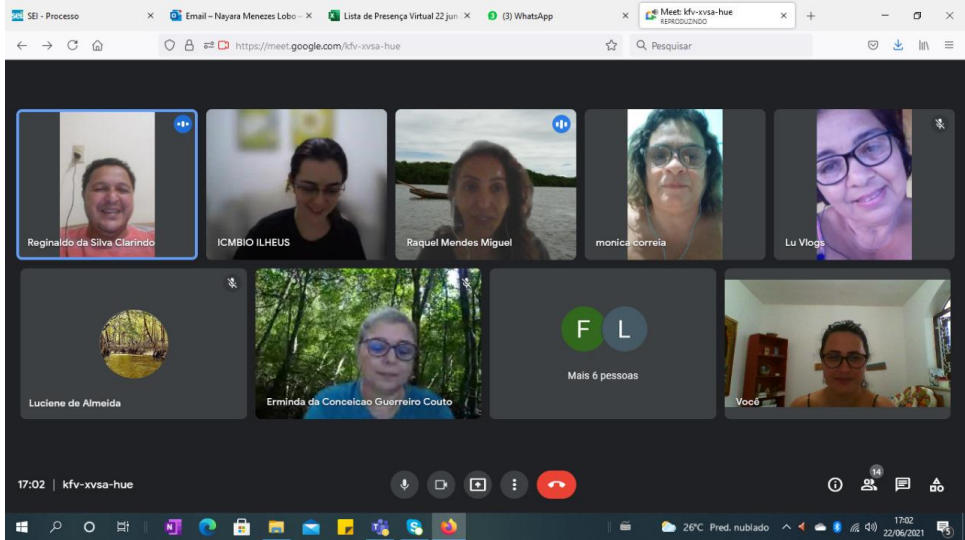 SEI - Processo
Email – Nayara Menezes Lobo –
Lista de Presença Virtual 22 jun
(3) WhatsApp
Meet: kfv-xvsa-hue
REPRODUZINDO
https://meet.google.com/kfv-xvsa-hue
Pesquisar
Reginaldo da Silva Clarindo
ICMBIO ILHEUS
Raquel Mendes Miguel
monica correia
Lu Vlogs
Luciene de Almeida
Erminda da Conceicao Guerreiro Couto
F L
Mais 6 pessoas
Você
17:02 | kfv-xvsa-hue
14
26°C Pred. nublado
17:02
22/06/2021